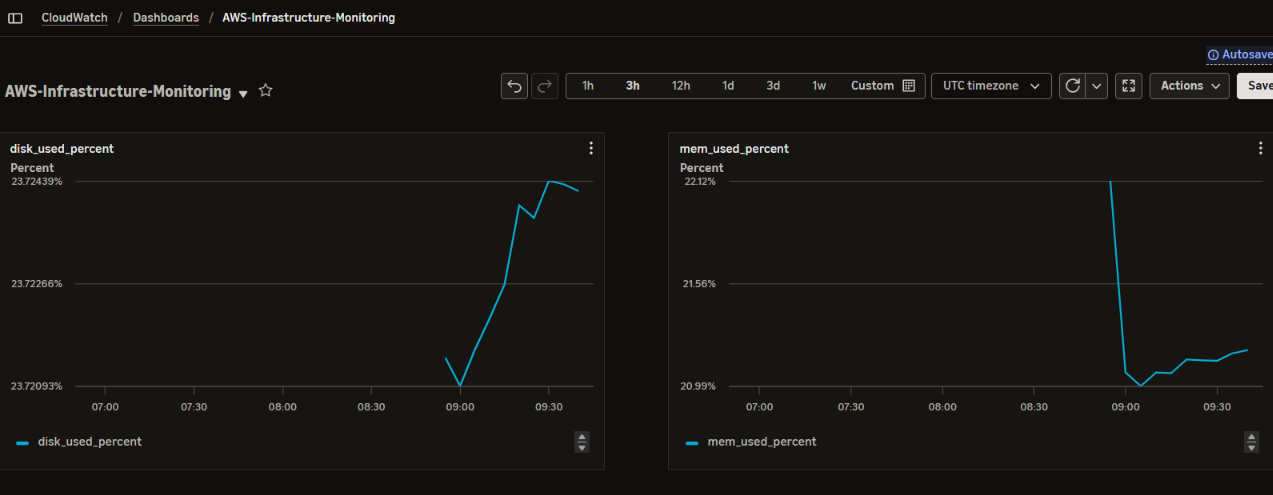 CloudWatch / Dashboards / AWS-Infrastructure-Monitoring
Autosave
AWS-Infrastructure-Monitoring
1h 3h 12h 1d 3d 1w Custom UTC timezone Actions Save
disk_used_percent
Percent
23.72439%
23.72266%
23.72093%
07:00 07:30 08:00 08:30 09:00 09:30
disk_used_percent
mem_used_percent
Percent
22.12%
21.56%
20.99%
07:00 07:30 08:00 08:30 09:00 09:30
mem_used_percent